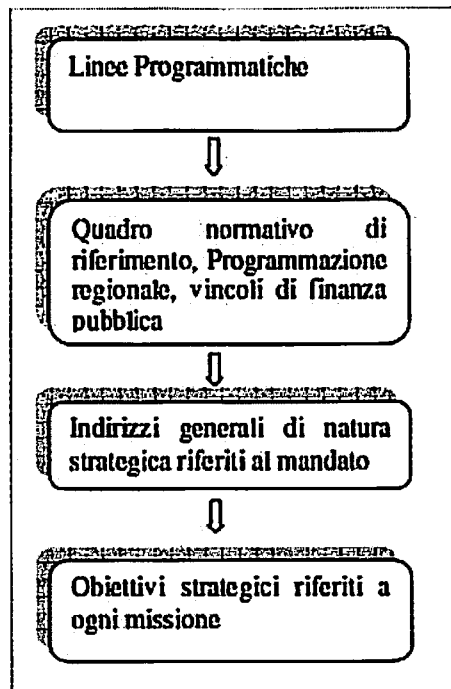 Linee Programmatiche
Quadro normativo di
riferimento, Programmazione
regionale, vincoli di finanza
pubblica
Indirizzi generali di natura
strategica riferiti al mandato
Obiettivi strategici riferiti a
ogni missione